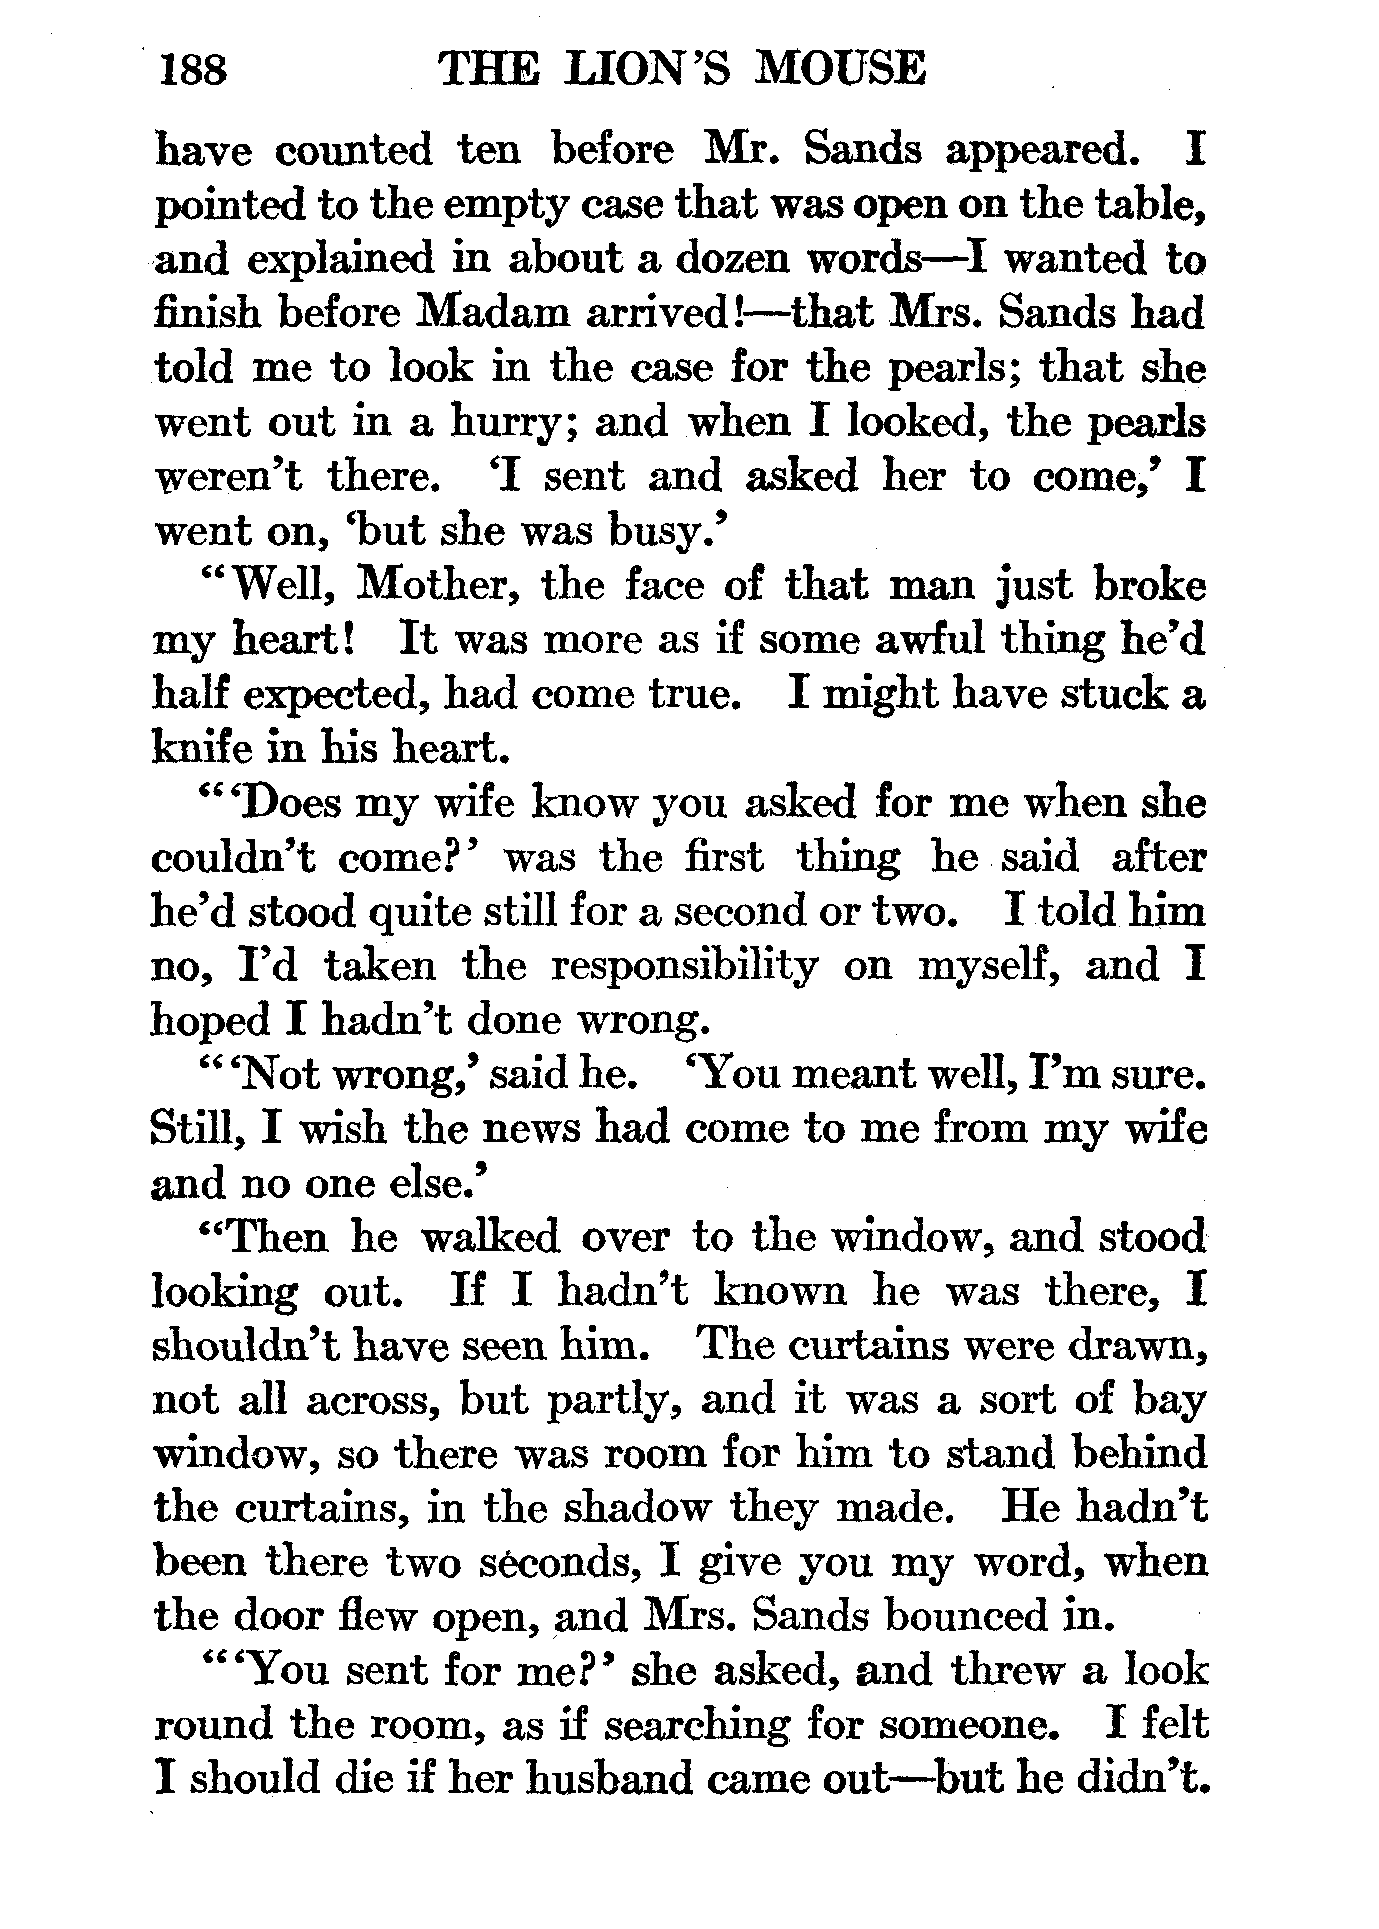 188 THE LION'S MOUSE
have counted ten before Mr. Sands appeared. I
pointed to the empty case that was open on the table,
and explained in about a dozen words—I wanted to
finish before Madam arrived!—that Mrs. Sands had
told me to look in the case for the pearls; that she
went out in a hurry; and when I looked, the pearls
weren't there. 'I sent and asked her to come,' I
went on, 'but she was busy.'
"Well, Mother, the face of that man just broke
my heart! It was more as if some awful thing he'd
half expected, had come true. I might have stuck a
knife in his heart.
"'Does my wife know you asked for me when she
couldn't come?' was the first thing he said after
he'd stood quite still for a second or two. I told him
no, I'd taken the responsibility on myself, and I
hoped I hadn't done wrong.
"'Not wrong,' said he. 'You meant well, I'm sure.
Still, I wish the news had come to me from my wife
and no one else.'
"Then he walked over to the window, and stood
looking out. If I hadn't known he was there, I
shouldn't have seen him. The curtains were drawn,
not all across, but partly, and it was a sort of bay
window, so there was room for him to stand behind
the curtains, in the shadow they made. He hadn't
been there two seconds, I give you my word, when
the door flew open, and Mrs. Sands bounced in.
"'You sent for me?' she asked, and threw a look
round the room, as if searching for someone. I felt
I should die if her husband came out—but he didn't.